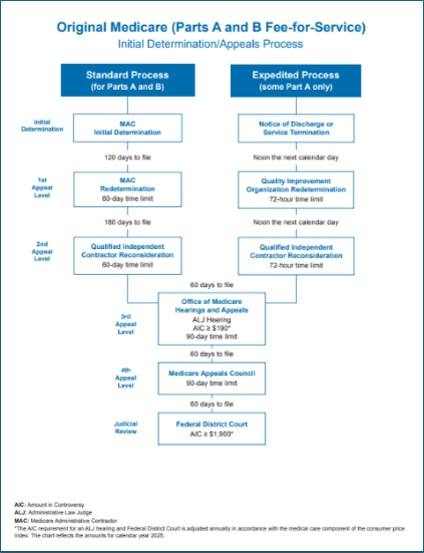 Original Medicare (Parts A and B Fee-for-Service)
Initial Determination/Appeals Process
Standard Process
(for Parts A and B)
Expedited Process
(some Part A only)
Initial
Determination
MAC
Initial Determination
Notice of Discharge or
Service Termination
120 days to file
Noon the next calendar day
1st
Appeal
Level
MAC
Redetermination
60-day time limit
Quality Improvement
Organization Redetermination
72-hour time limit
180 days to file
Noon the next calendar day
2nd
Appeal
Level
Qualified Independent
Contractor Reconsideration
60-day time limit
Qualified Independent
Contractor Reconsideration
72-hour time limit
60 days to file
3rd
Appeal
Level
Office of Medicare
Hearings and Appeals
ALJ Hearing
AIC ≥ $190*
90-day time limit
60 days to file
4th
Appeal
Level
Medicare Appeals Council
90-day time limit
60 days to file
Judicial
Review
Federal District Court
AIC ≥ $1,900*
AIC: Amount in Controversy
ALJ: Administrative Law Judge
MAC: Medicare Administrative Contractor
*The AIC requirement for an ALJ hearing and Federal District Court is adjusted annually in accordance with the medical care component of the consumer price
index. The chart reflects the amounts for calendar year 2025.